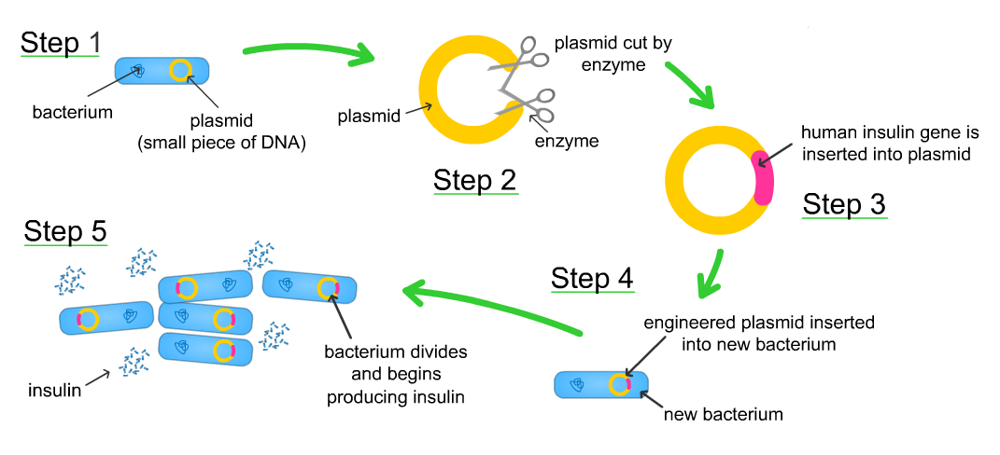 Step 1
bacterium
plasmid
(small piece of DNA)
plasmid cut by
enzyme
plasmid
enzyme
Step 2
human insulin gene is
inserted into plasmid
Step 3
Step 4
engineered plasmid inserted
into new bacterium
new bacterium
Step 5
bacterium divides
and begins
producing insulin
insulin